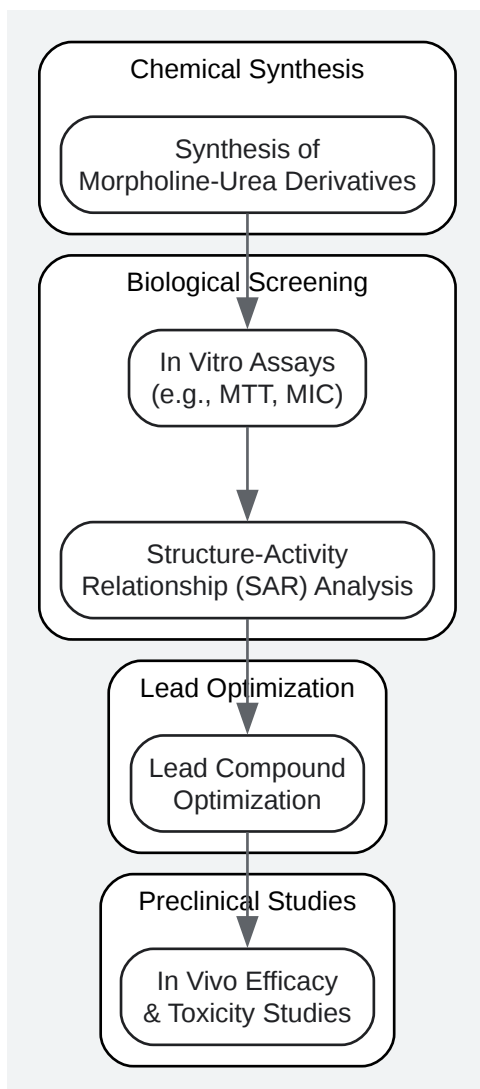 Chemical Synthesis
Synthesis of
Morpholine-Urea Derivatives
Biological Screening
In Vitro Assays
(e.g., MTT, MIC)
Structure-Activity
Relationship (SAR) Analysis
Lead Optimization
Lead Compound
Optimization
Preclinical Studies
In Vivo Efficacy
& Toxicity Studies